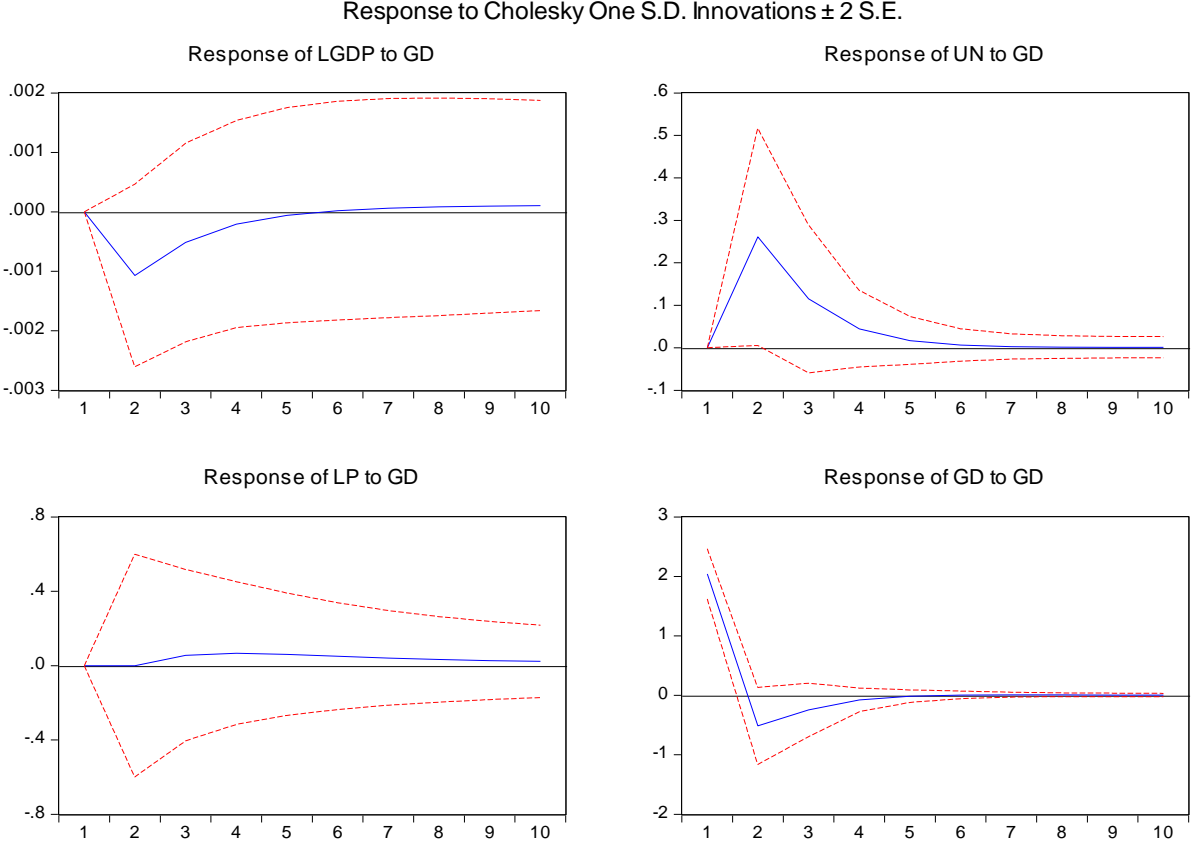 Response to Cholesky One S.D. Innovations ± 2 S.E.
Response of LGDP to GD
.002
.001
.000
-.001
-.002
-.003
1 2 3 4 5 6 7 8 9 10
Response of UN to GD
.6
.5
.4
.3
.2
.1
.0
-.1
1 2 3 4 5 6 7 8 9 10
Response of LP to GD
.8
.4
.0
-.4
-.8
1 2 3 4 5 6 7 8 9 10
Response of GD to GD
3
2
1
0
-1
-2
1 2 3 4 5 6 7 8 9 10